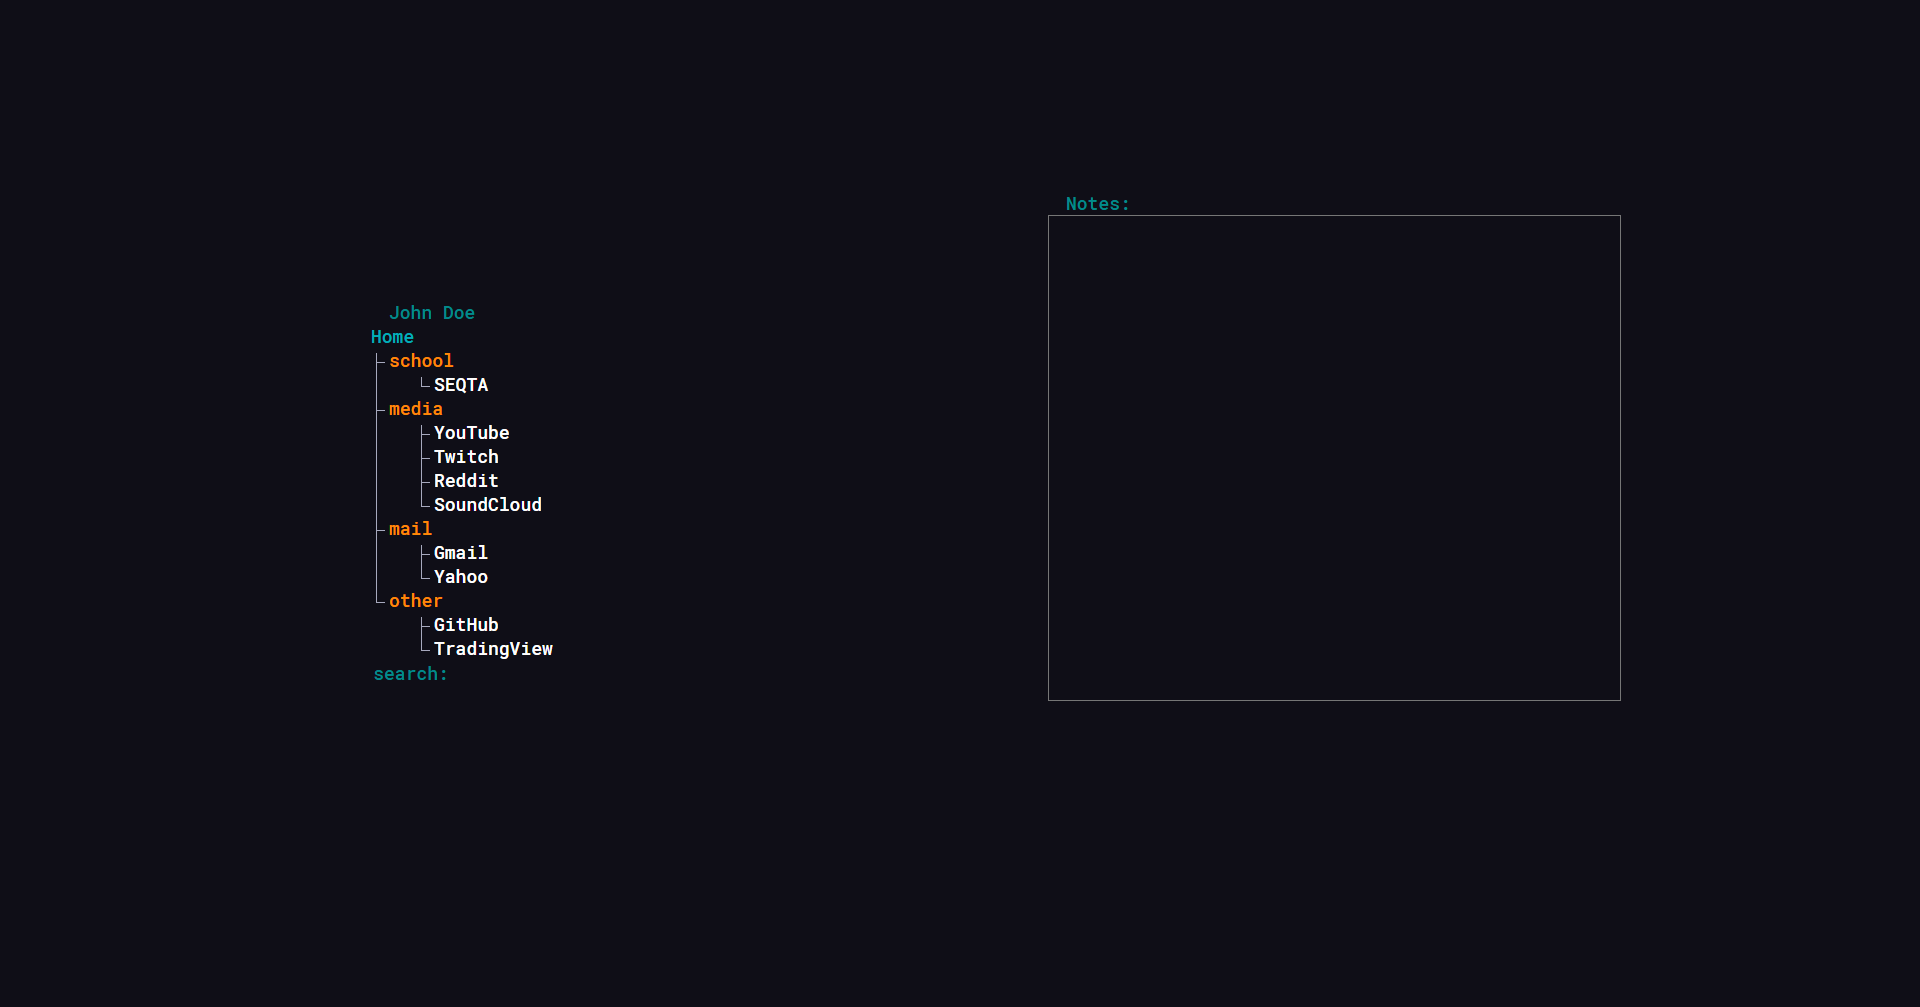 John Doe
Home
school
SEQTA
media
YouTube
Twitch
Reddit
SoundCloud
mail
Gmail
Yahoo
other
GitHub
TradingView
search:
Notes: